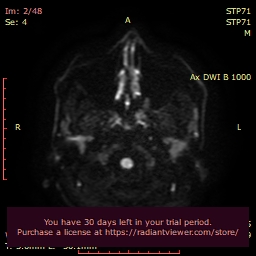 Im: 2/48
Se: 4
STP71
STP71
M
A
Ax DWI B 1000
R
L
You have 30 days left in your trial period.
Purchase a license at https://radiantviewer.com/store/